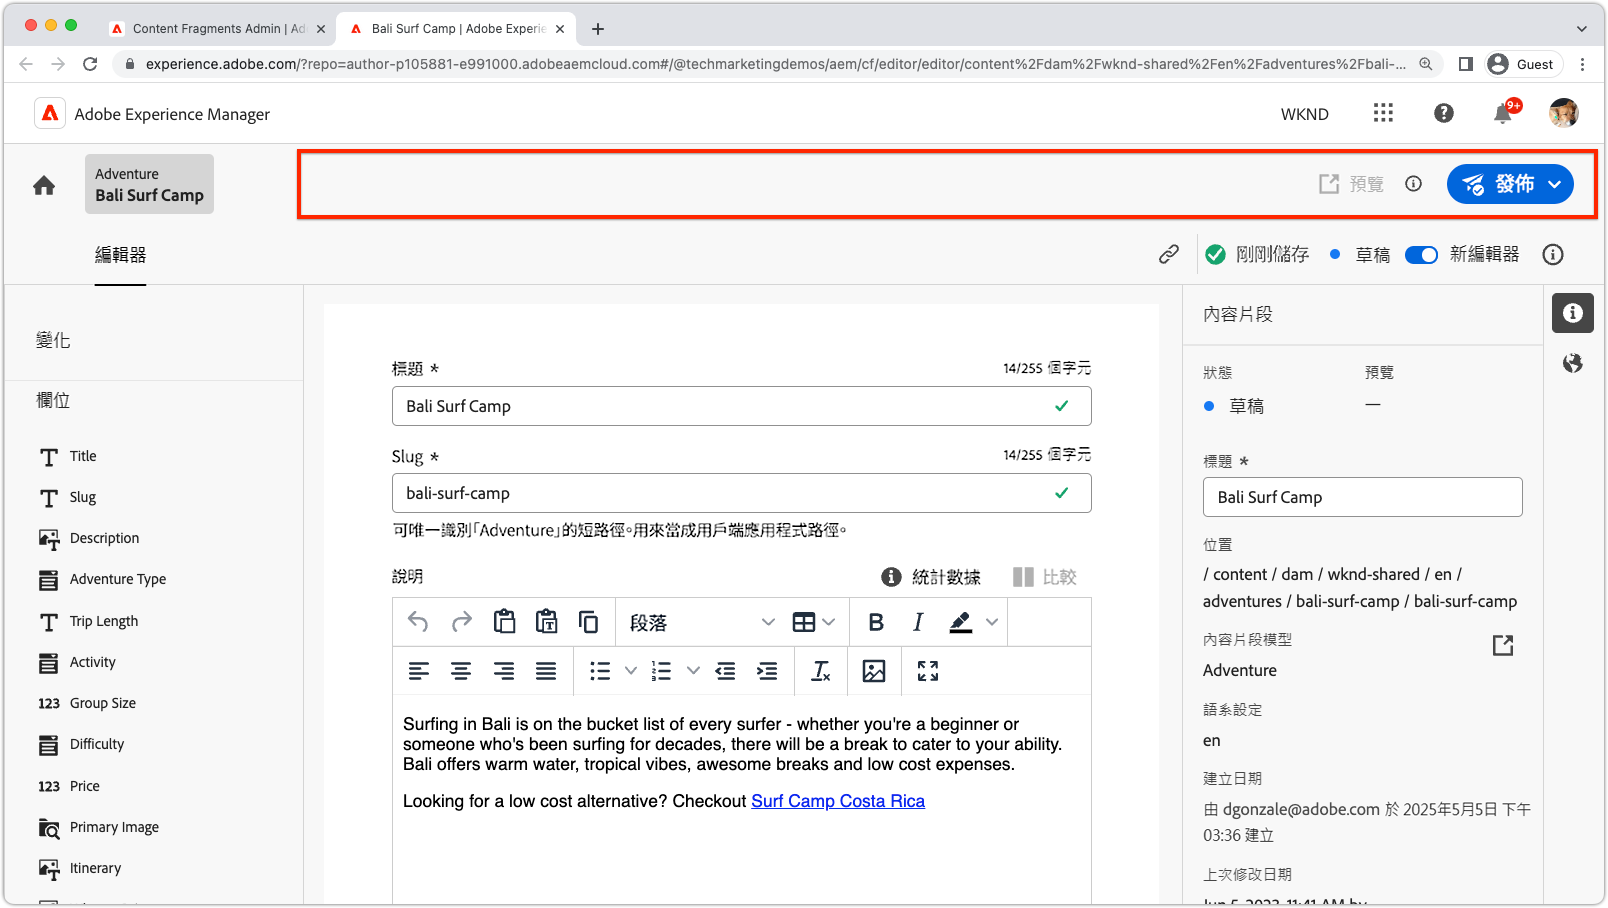 Content Fragments Admin | Ad
Bali Surf Camp | Adobe Experie
experience.adobe.com/?repo=author-p105881-e991000.adobeaemcloud.com#/@techmarketingdemos/aem/cf/editor/editor/content%2Fdam%2Fwknd-shared%2Fen%2Fadventures%2Fbali-...
Guest
Adobe Experience Manager
WKND
9+
Adventure
Bali Surf Camp
預覽
發佈
編輯器
剛剛儲存
草稿
新編輯器
變化
欄位
Title
Slug
Description
Adventure Type
Trip Length
Activity
123 Group Size
Difficulty
123 Price
Primary Image
Itinerary
標題 *
14/255 個字元
Bali Surf Camp
Slug *
14/255 個字元
bali-surf-camp
可唯一識別「Adventure」的短路徑。用來當成用戶端應用程式路徑。
說明
統計數據
比較
段落
B
I
Surfing in Bali is on the bucket list of every surfer - whether you're a beginner or
someone who's been surfing for decades, there will be a break to cater to your ability.
Bali offers warm water, tropical vibes, awesome breaks and low cost expenses.
Looking for a low cost alternative? Checkout Surf Camp Costa Rica
內容片段
狀態
預覽
草稿
—
標題 *
Bali Surf Camp
位置
/ content / dam / wknd-shared / en /
adventures / bali-surf-camp / bali-surf-camp
內容片段模型
Adventure
語系設定
en
建立日期
由 dgonzale@adobe.com 於 2025年5月5日 下午
03:36 建立
上次修改日期
Jun 5, 2023, 11:41 AM by